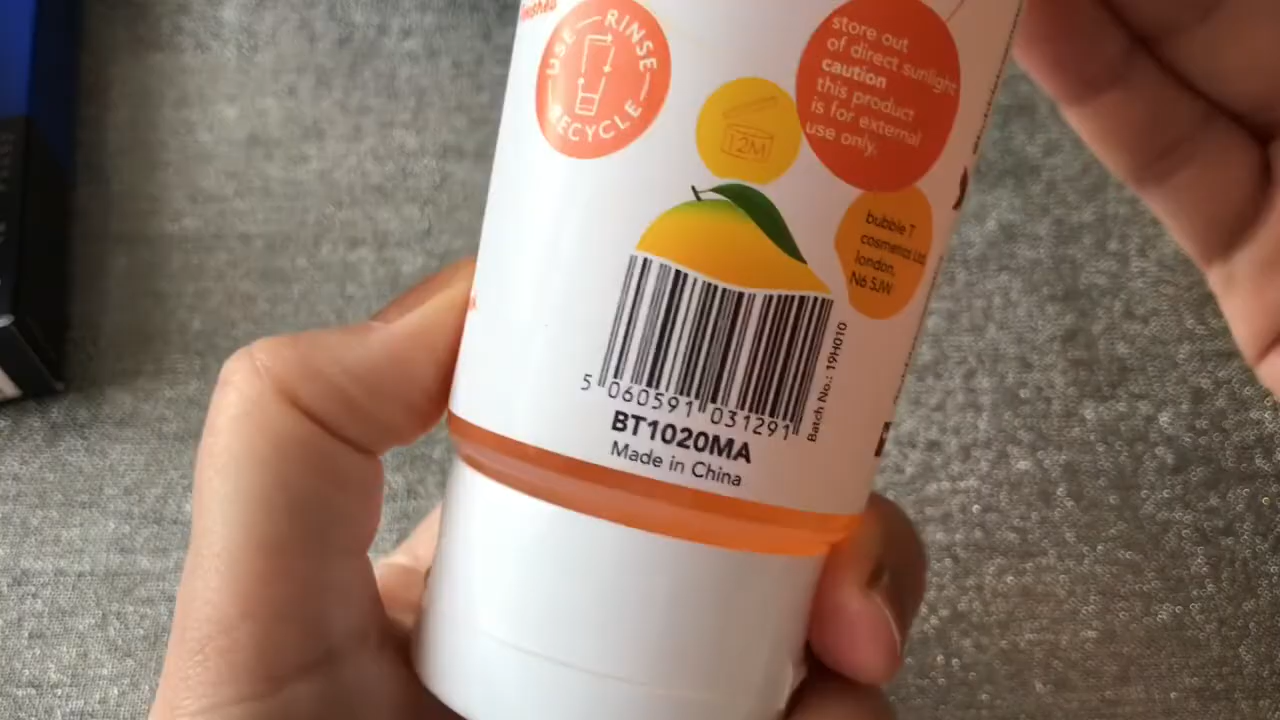 USE
RINSE
RECYCLE
store out
of direct sunlight
caution
this product
is for external
use only.
12M
bubble T
cosmetics Ltd
london,
N6 5JW
5 060591 031291
Batch No.: 19H010
BT1020MA
Made in China